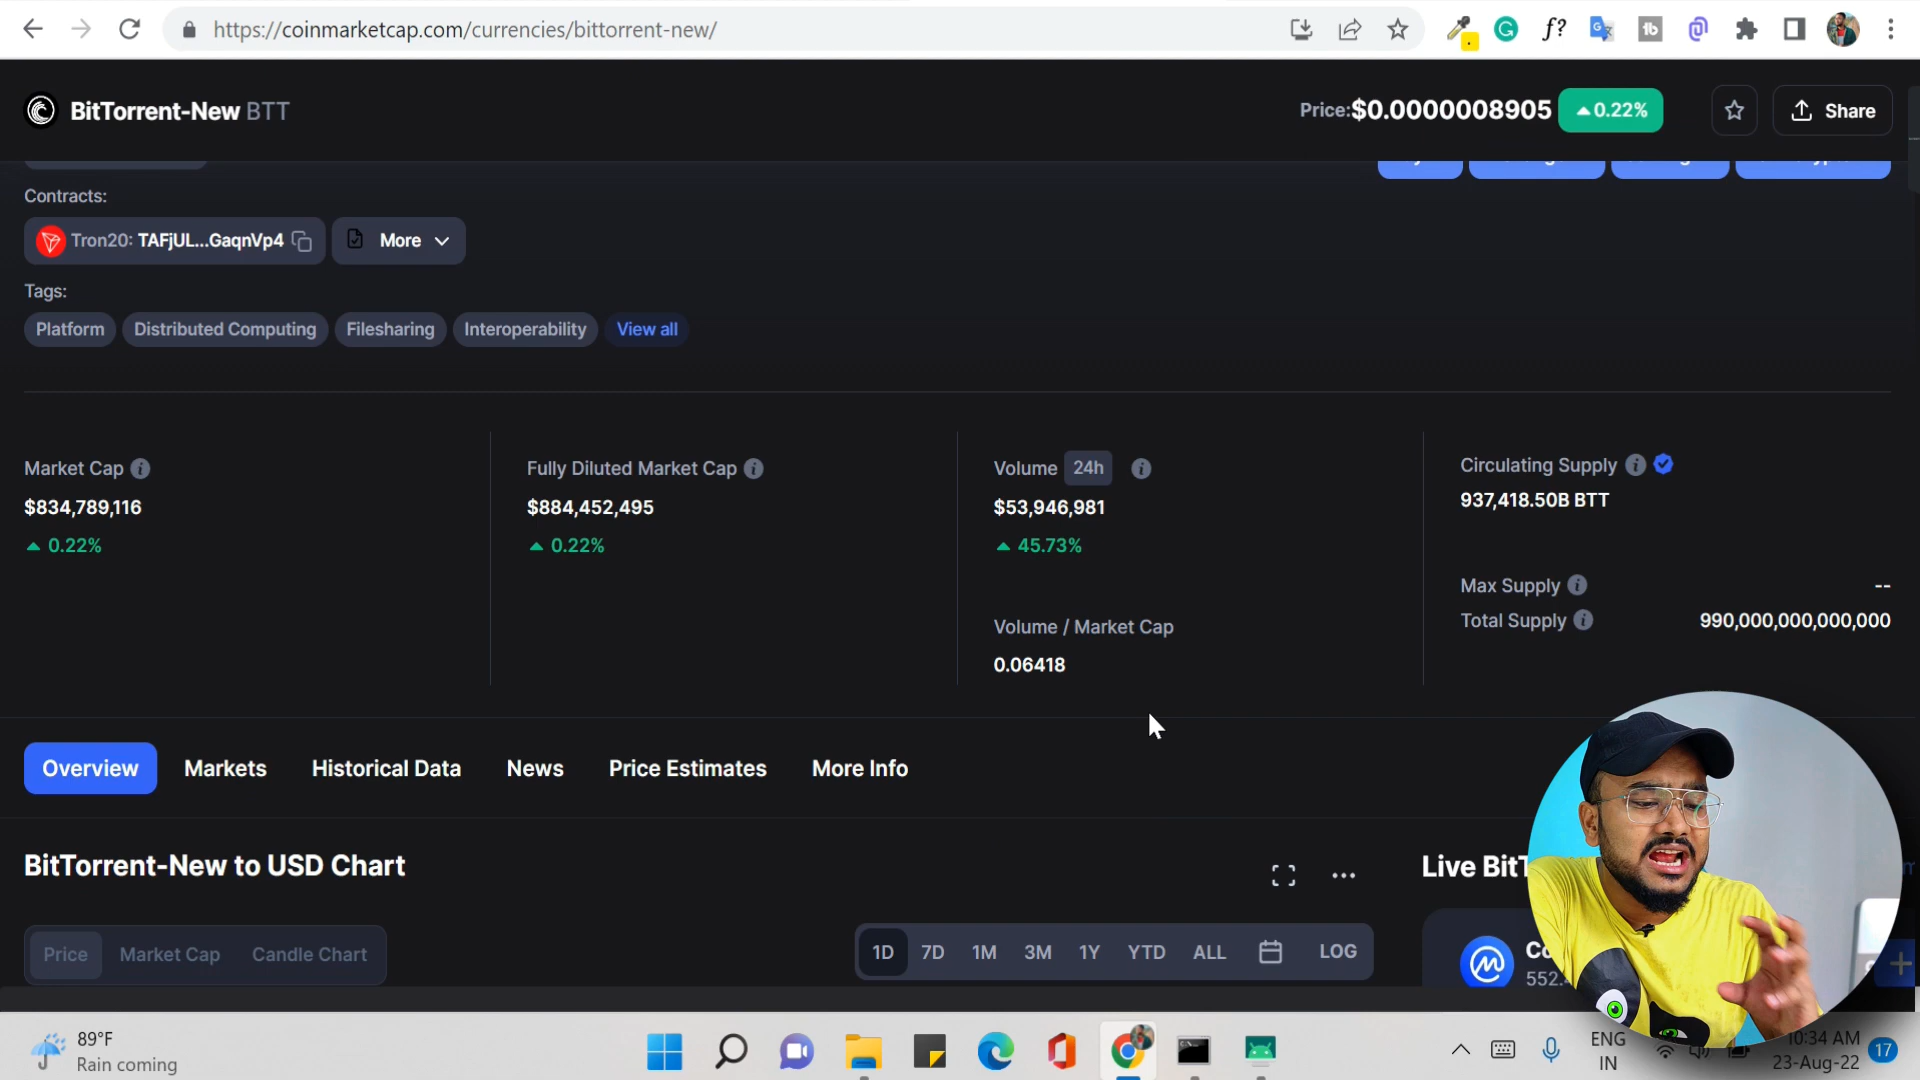 https://coinmarketcap.com/currencies/bittorrent-new/
BitTorrent-New BTT
Price:$0.0000008905 0.22%
Share
Contracts:
Tron20: TAFjUL...GaqnVp4
More
Tags:
Platform Distributed Computing Filesharing Interoperability View all
Market Cap
$834,789,116
0.22%
Fully Diluted Market Cap
$884,452,495
0.22%
Volume 24h
$53,946,981
45.73%
Volume / Market Cap
0.06418
Circulating Supply
937,418.50B BTT
Max Supply --
Total Supply 990,000,000,000,000
Overview Markets Historical Data News Price Estimates More Info
BitTorrent-New to USD Chart
Live BitT
Price Market Cap Candle Chart
1D 7D 1M 3M 1Y YTD ALL LOG
Co
552.
89°F
Rain coming
ENG
IN
10:34 AM
23-Aug-22
17